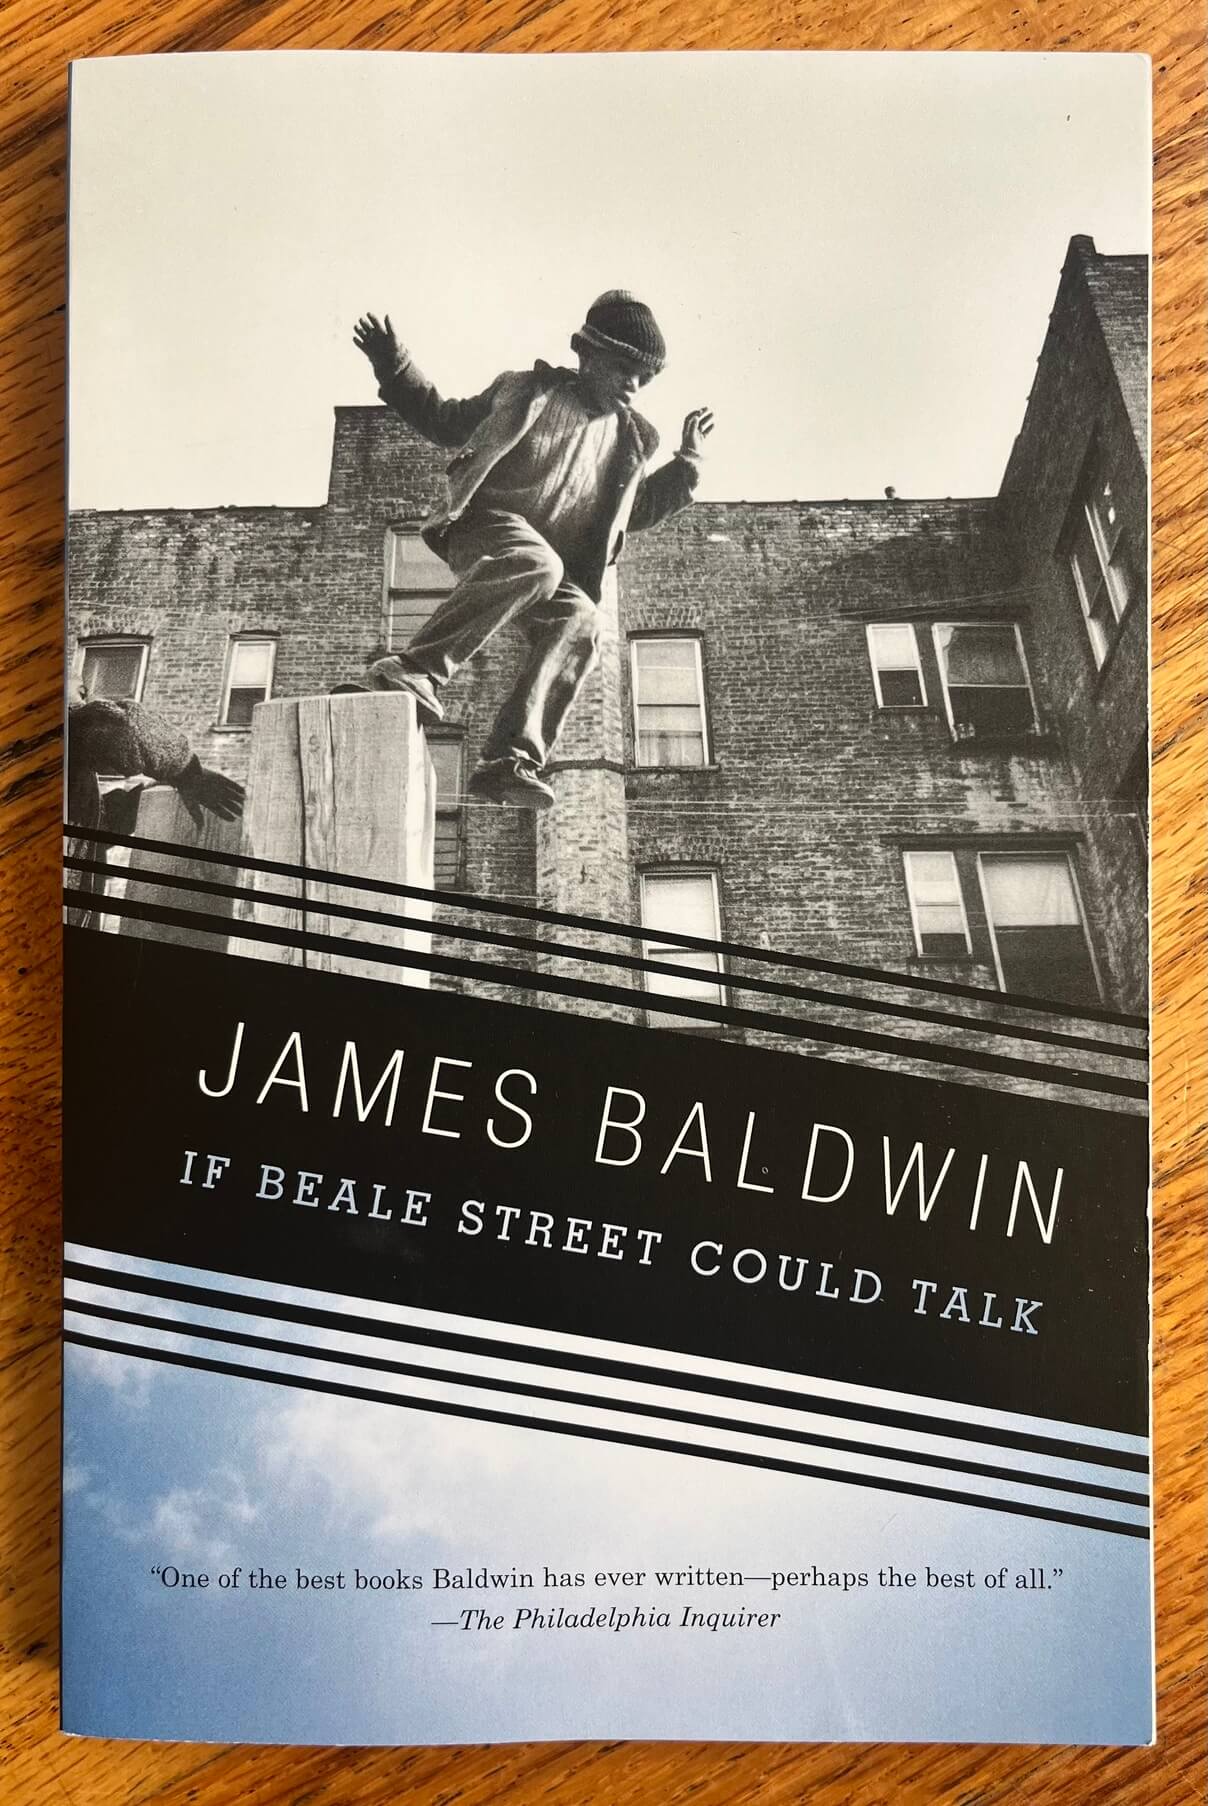 JAMES BALDWIN
IF BEALE STREET COULD TALK
“One of the best books Baldwin has ever written—perhaps the best of all.”
—The Philadelphia Inquirer